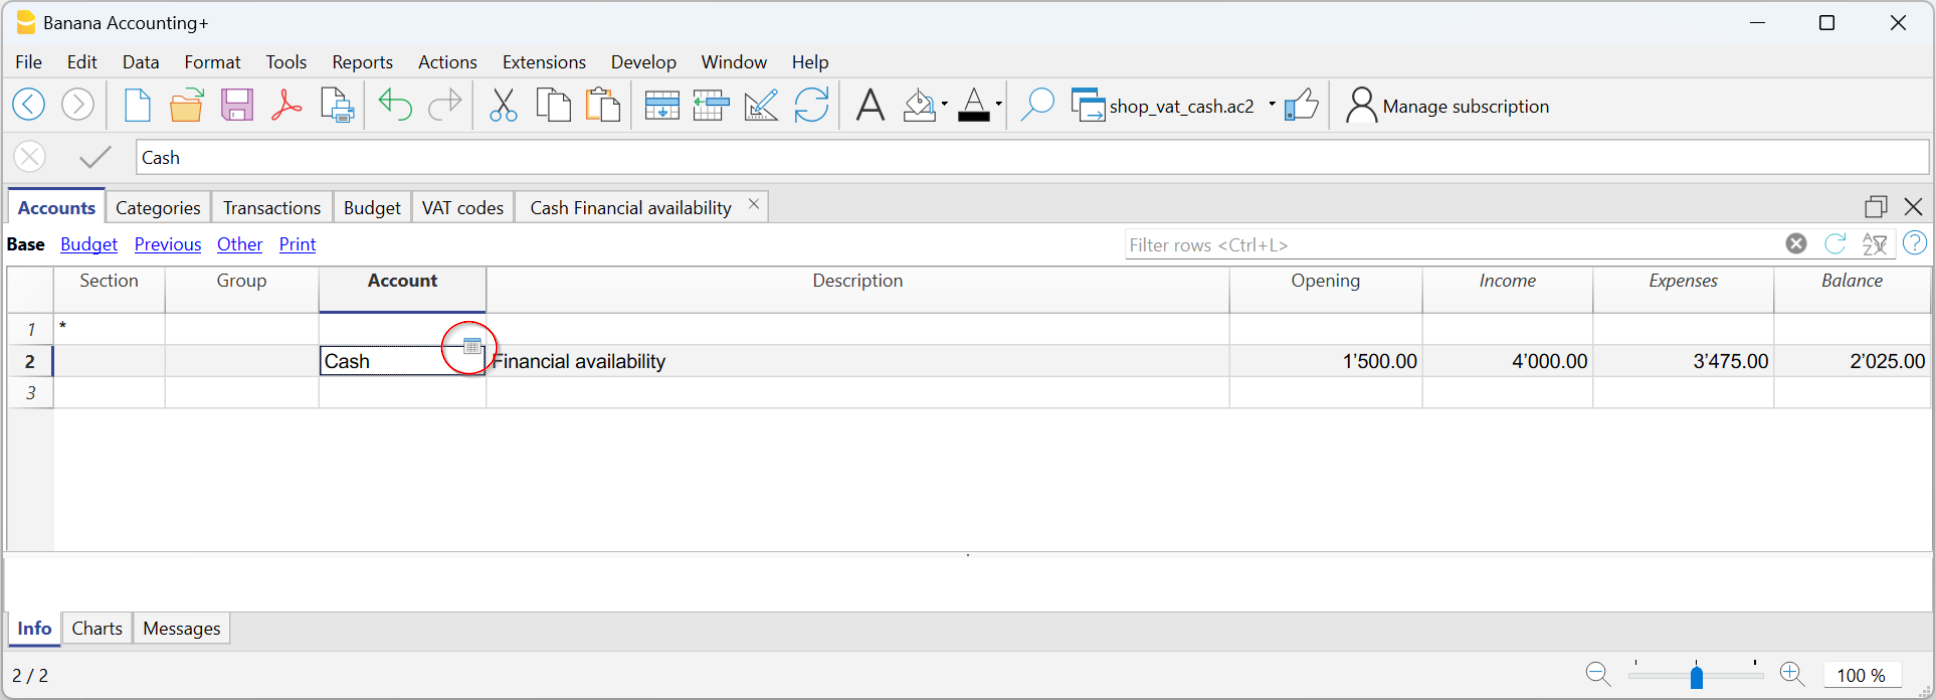 Banana Accounting+
File Edit Data Format Tools Reports Actions Extensions Develop Window Help
shop_vat_cash.ac2 Manage subscription
Cash
Accounts Categories Transactions Budget VAT codes Cash Financial availability
Base Budget Previous Other Print Filter rows <Ctrl+L>
Section Group Account Description Opening Income Expenses Balance
1 *
2 Cash Financial availability 1'500.00 4'000.00 3'475.00 2'025.00
3
Info Charts Messages
2 / 2 100 %